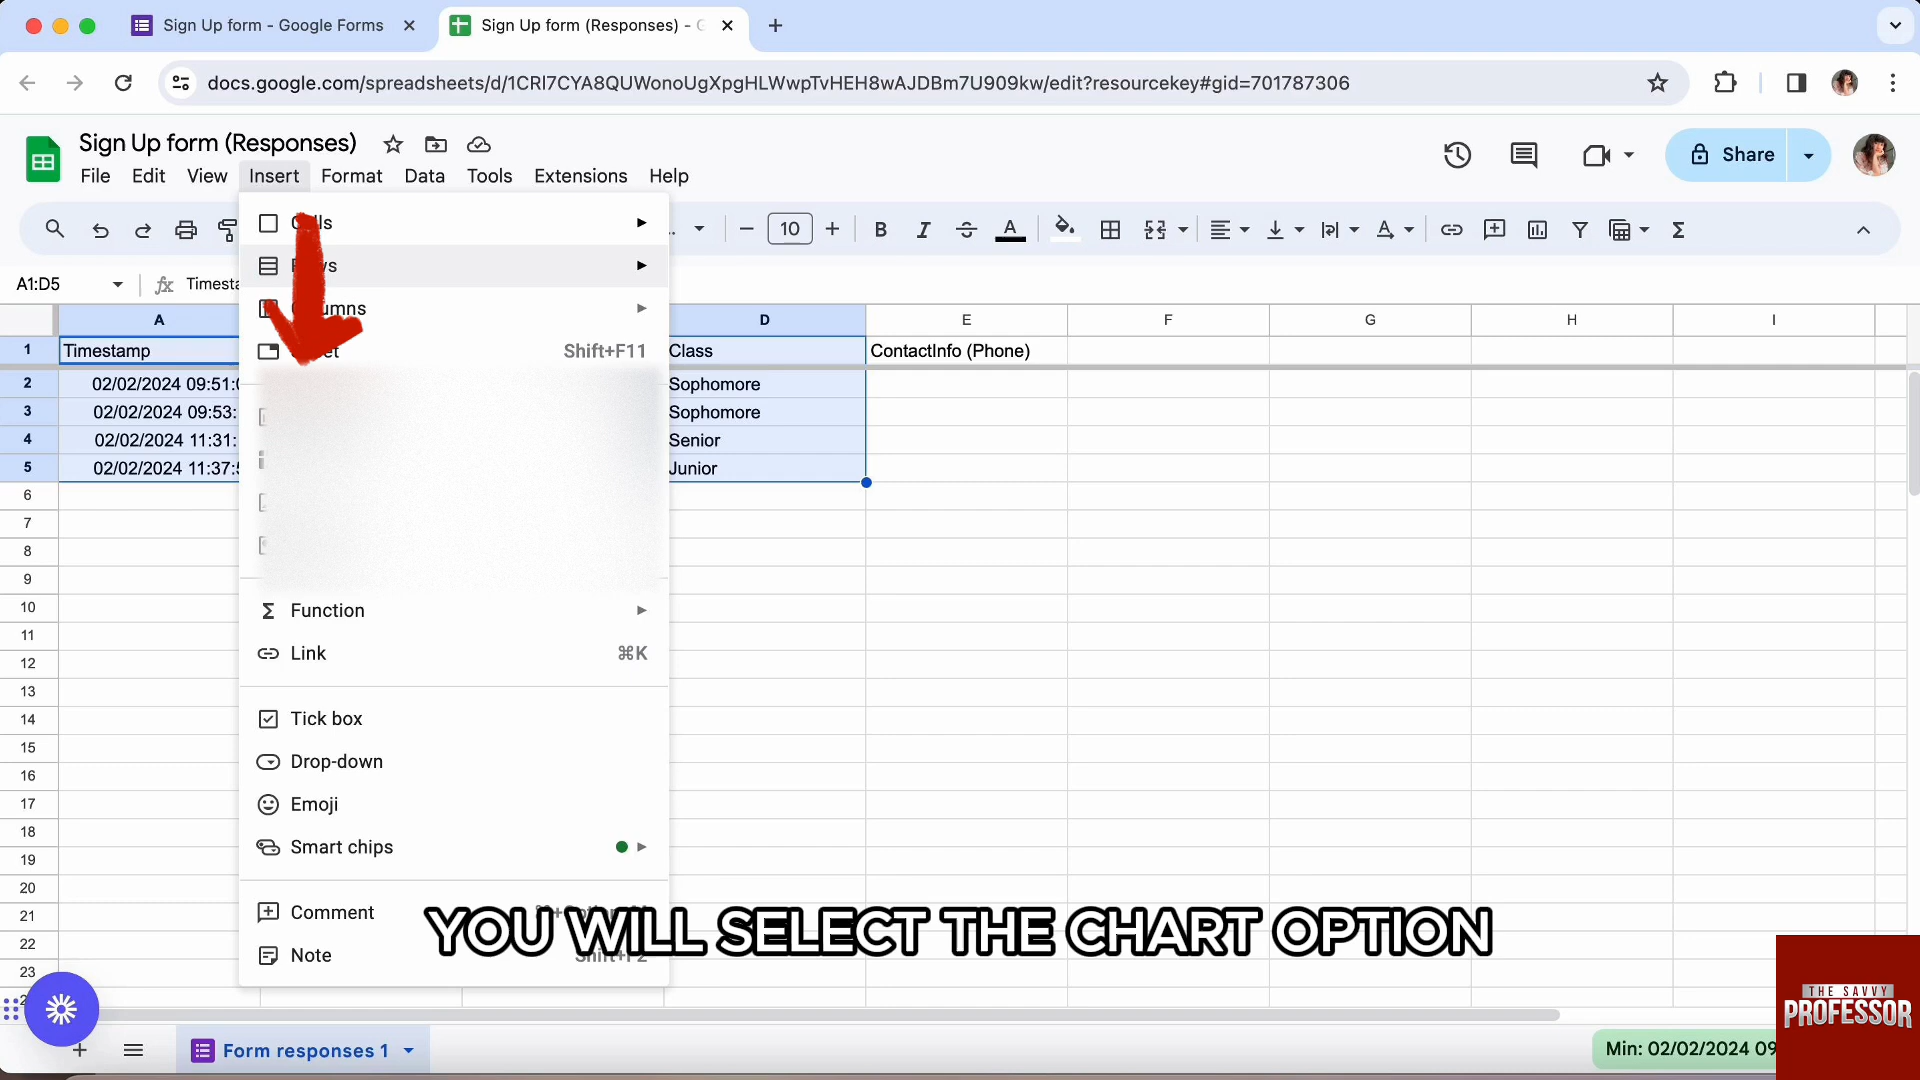 Sign Up form - Google Forms
Sign Up form (Responses) - G
docs.google.com/spreadsheets/d/1CRl7CYA8QUWonoUgXpgHLWwpTvHEH8wAJDBm7U909kw/edit?resourcekey#gid=701787306
Sign Up form (Responses)
Share
File Edit View Insert Format Data Tools Extensions Help
10
A1:D5
Timesta
A D E F G H I
1 Timestamp Class ContactInfo (Phone)
2 02/02/2024 09:51:0 Sophomore
3 02/02/2024 09:53: Sophomore
4 02/02/2024 11:31: Senior
5 02/02/2024 11:37:5 Junior
6
7
8
9
10
11
12
13
14
15
16
17
18
19
20
21
22
23
Shift+F11
Function
Link ⌘K
Tick box
Drop-down
Emoji
Smart chips
Comment
Note Shift+F2
YOU WILL SELECT THE CHART OPTION
THE SAVVY
PROFESSOR
Form responses 1
Min: 02/02/2024 09